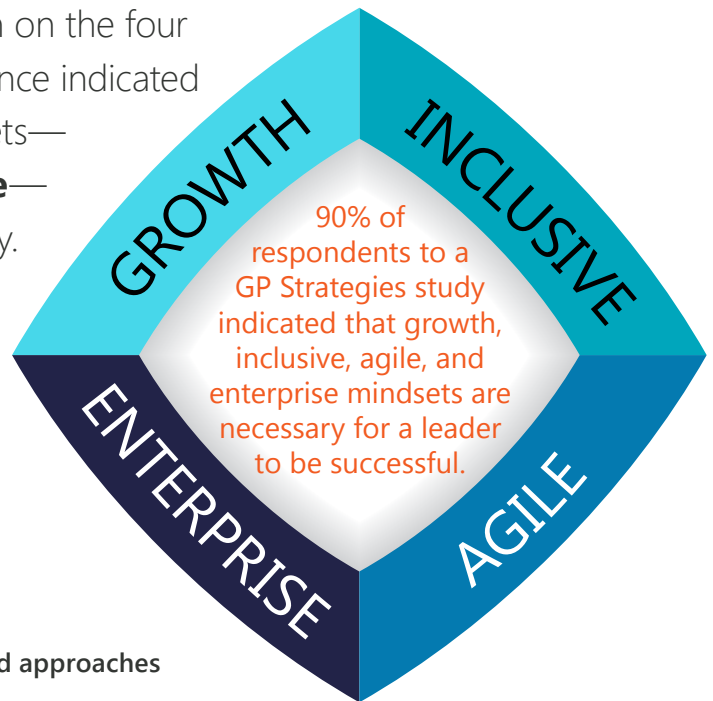 on the four
nce indicated
ets—
e—
y.
GROWTH
INCLUSIVE
90% of
respondents to a
GP Strategies study
indicated that growth,
inclusive, agile, and
enterprise mindsets are
necessary for a leader
to be successful.
ENTERPRISE
AGILE
d approaches